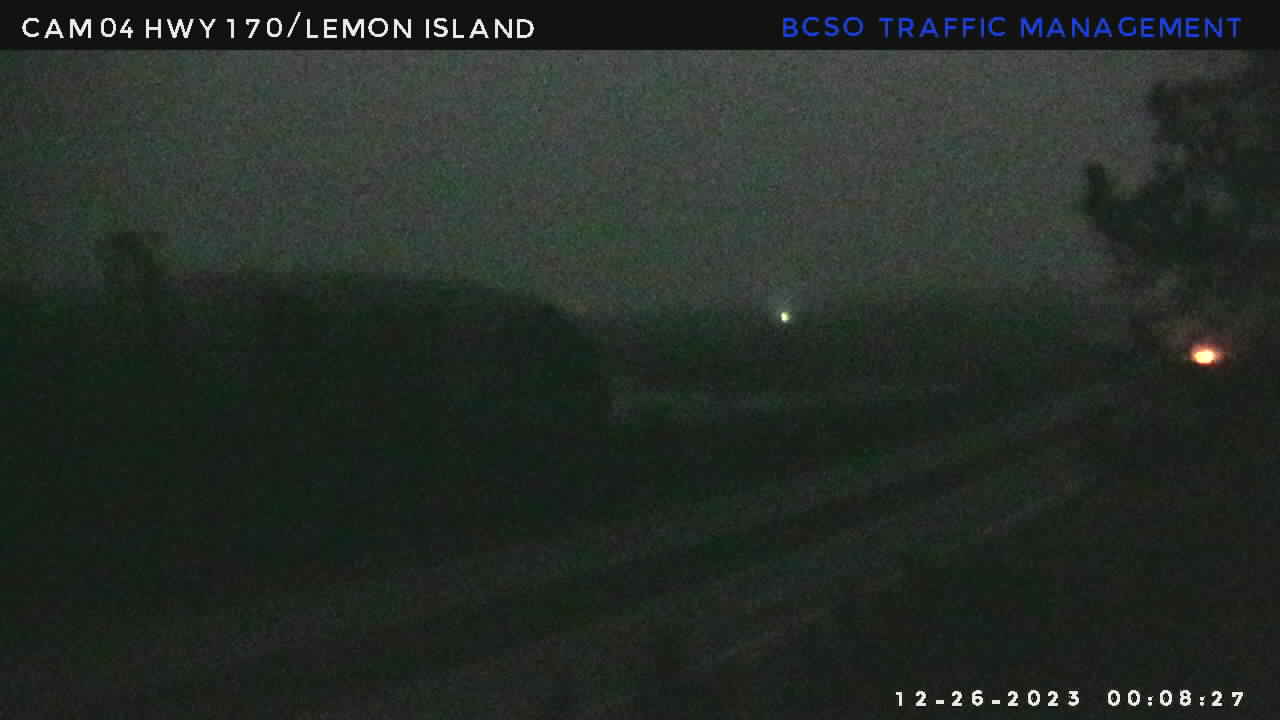 CAM04 HWY 170/LEMON ISLAND
BCSO TRAFFIC MANAGEMENT
12-26-2023 00:08:27